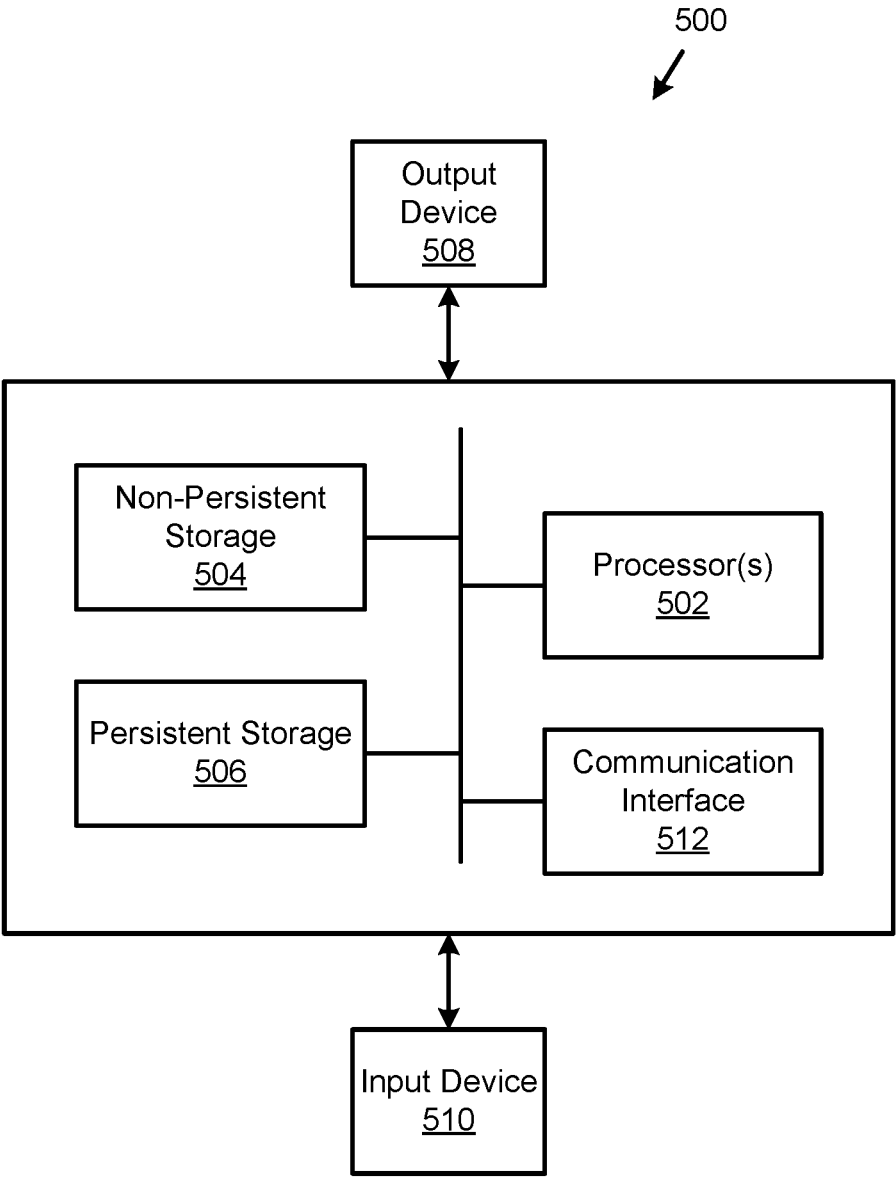 500
Output
Device
508
Non-Persistent
Storage
504
Processor(s)
502
Persistent Storage
506
Communication
Interface
512
Input Device
510